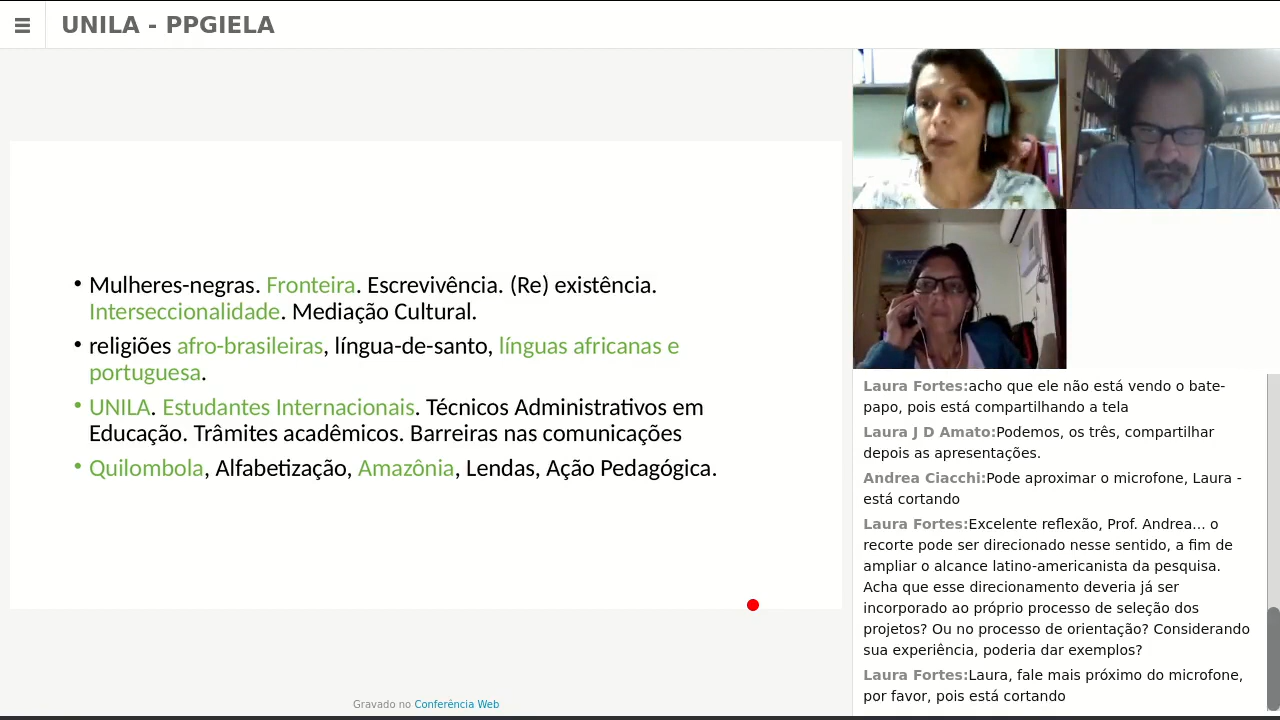 UNILA - PPGIELA
• Mulheres-negras. Fronteira. Escrevivência. (Re) existência.
Interseccionalidade. Mediação Cultural.
• religiões afro-brasileiras, língua-de-santo, línguas africanas e
portuguesa.
• UNILA. Estudantes Internacionais. Técnicos Administrativos em
Educação. Trâmites acadêmicos. Barreiras nas comunicações
• Quilombola, Alfabetização, Amazônia, Lendas, Ação Pedagógica.
Gravado no Conferência Web
Laura Fortes:acho que ele não está vendo o bate-
papo, pois está compartilhando a tela
Laura J D Amato:Podemos, os três, compartilhar
depois as apresentações.
Andrea Ciacchi:Pode aproximar o microfone, Laura -
está cortando
Laura Fortes:Excelente reflexão, Prof. Andrea... o
recorte pode ser direcionado nesse sentido, a fim de
ampliar o alcance latino-americanista da pesquisa.
Acha que esse direcionamento deveria já ser
incorporado ao próprio processo de seleção dos
projetos? Ou no processo de orientação? Considerando
sua experiência, poderia dar exemplos?
Laura Fortes:Laura, fale mais próximo do microfone,
por favor, pois está cortando